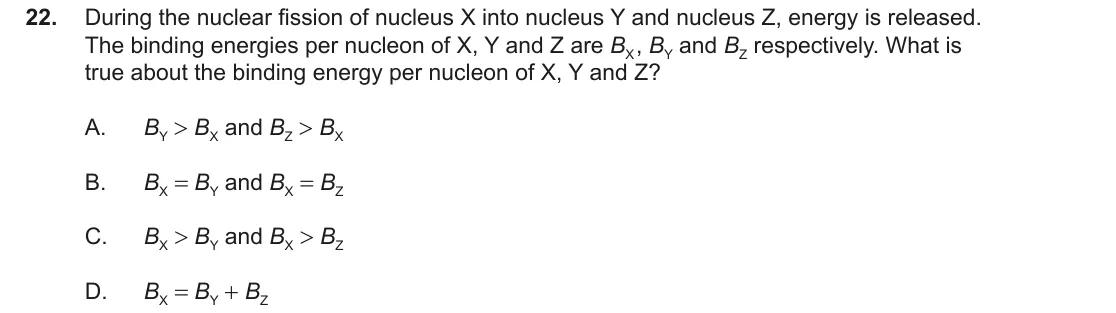 22. During the nuclear fission of nucleus X into nucleus Y and nucleus Z, energy is released.
The binding energies per nucleon of X, Y and Z are B_X, B_Y and B_Z respectively. What is
true about the binding energy per nucleon of X, Y and Z?
A. B_Y > B_X and B_Z > B_X
B. B_X = B_Y and B_X = B_Z
C. B_X > B_Y and B_X > B_Z
D. B_X = B_Y + B_Z